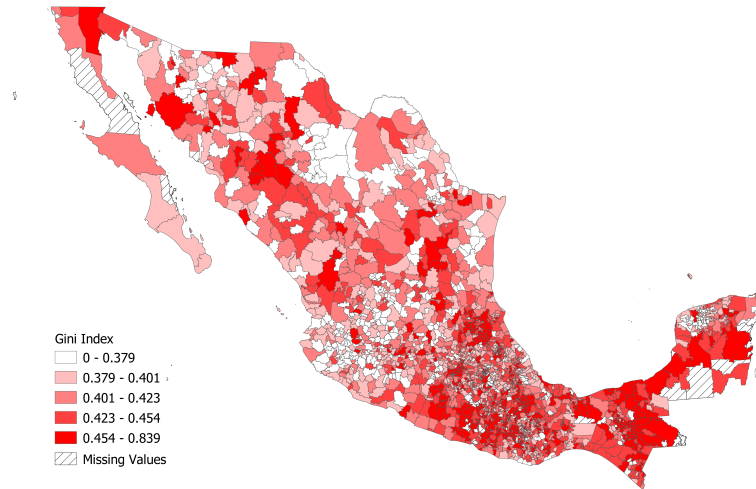 Gini Index
0 - 0.379
0.379 - 0.401
0.401 - 0.423
0.423 - 0.454
0.454 - 0.839
Missing Values